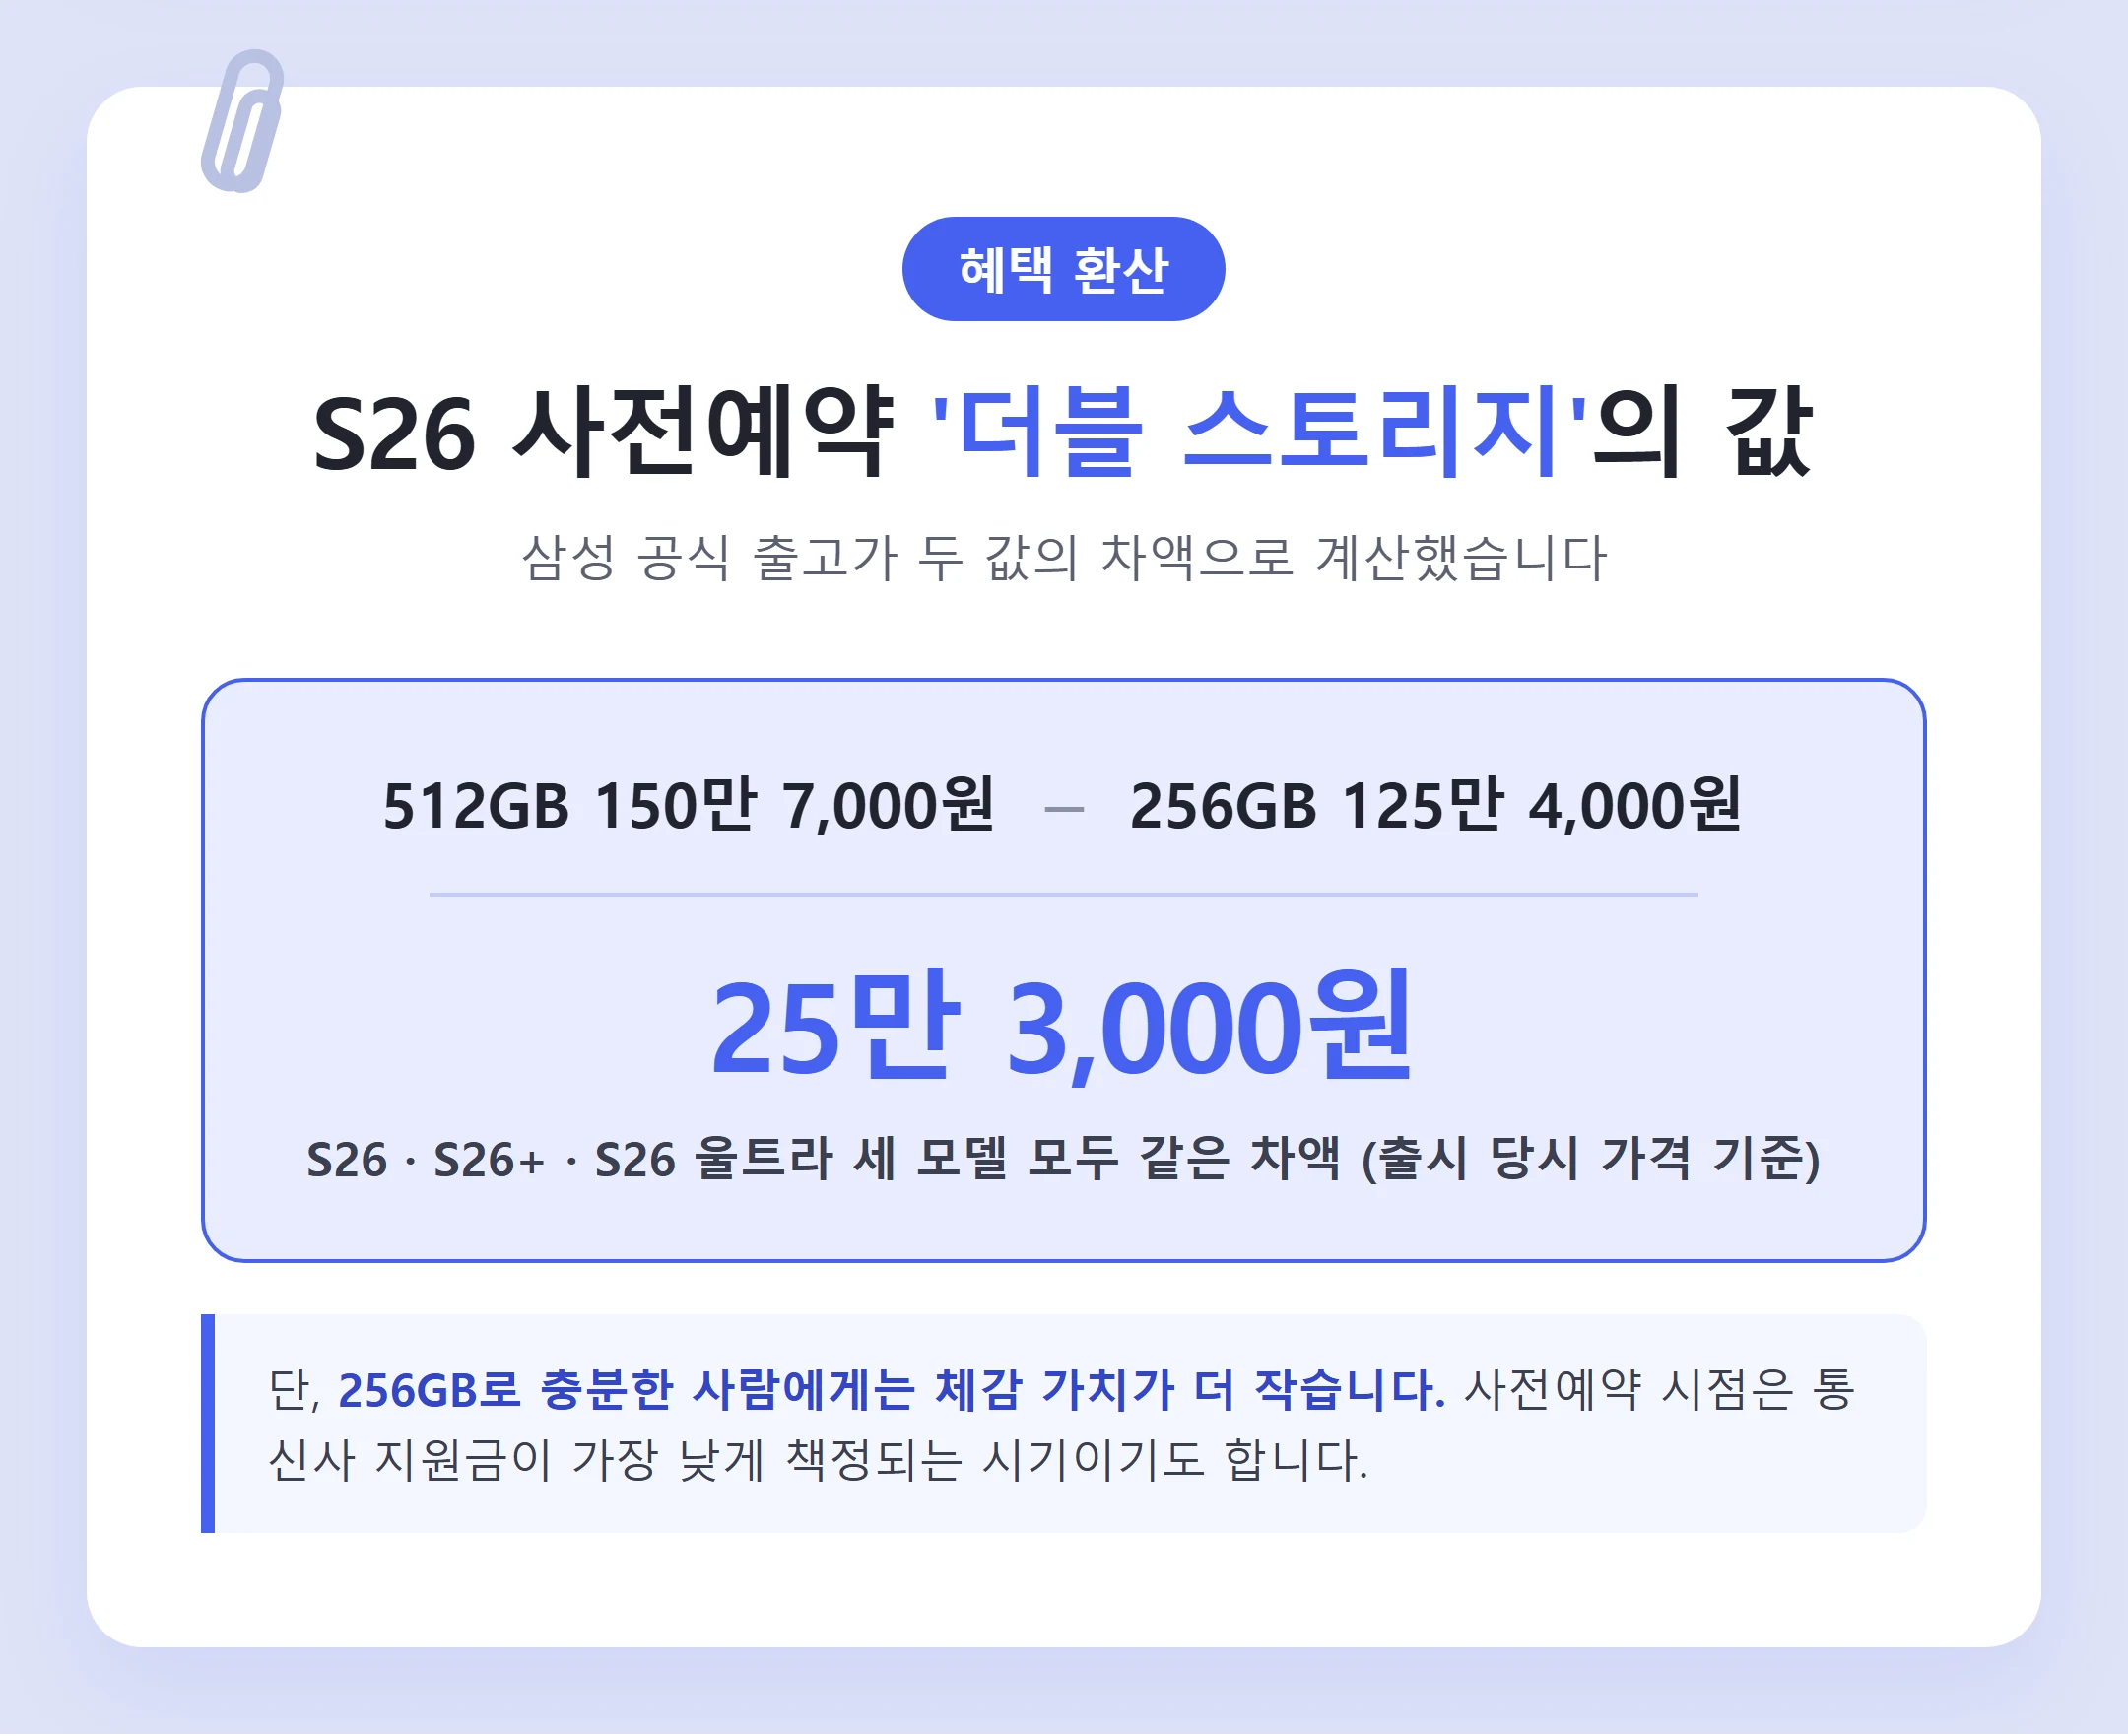 혜택 환산
S26 사전예약 '더블 스토리지'의 값
삼성 공식 출고가 두 값의 차액으로 계산했습니다
512GB 150만 7,000원 – 256GB 125만 4,000원
25만 3,000원
S26 · S26+ · S26 울트라 세 모델 모두 같은 차액 (출시 당시 가격 기준)
단, 256GB로 충분한 사람에게는 체감 가치가 더 작습니다. 사전예약 시점은 통
신사 지원금이 가장 낮게 책정되는 시기이기도 합니다.